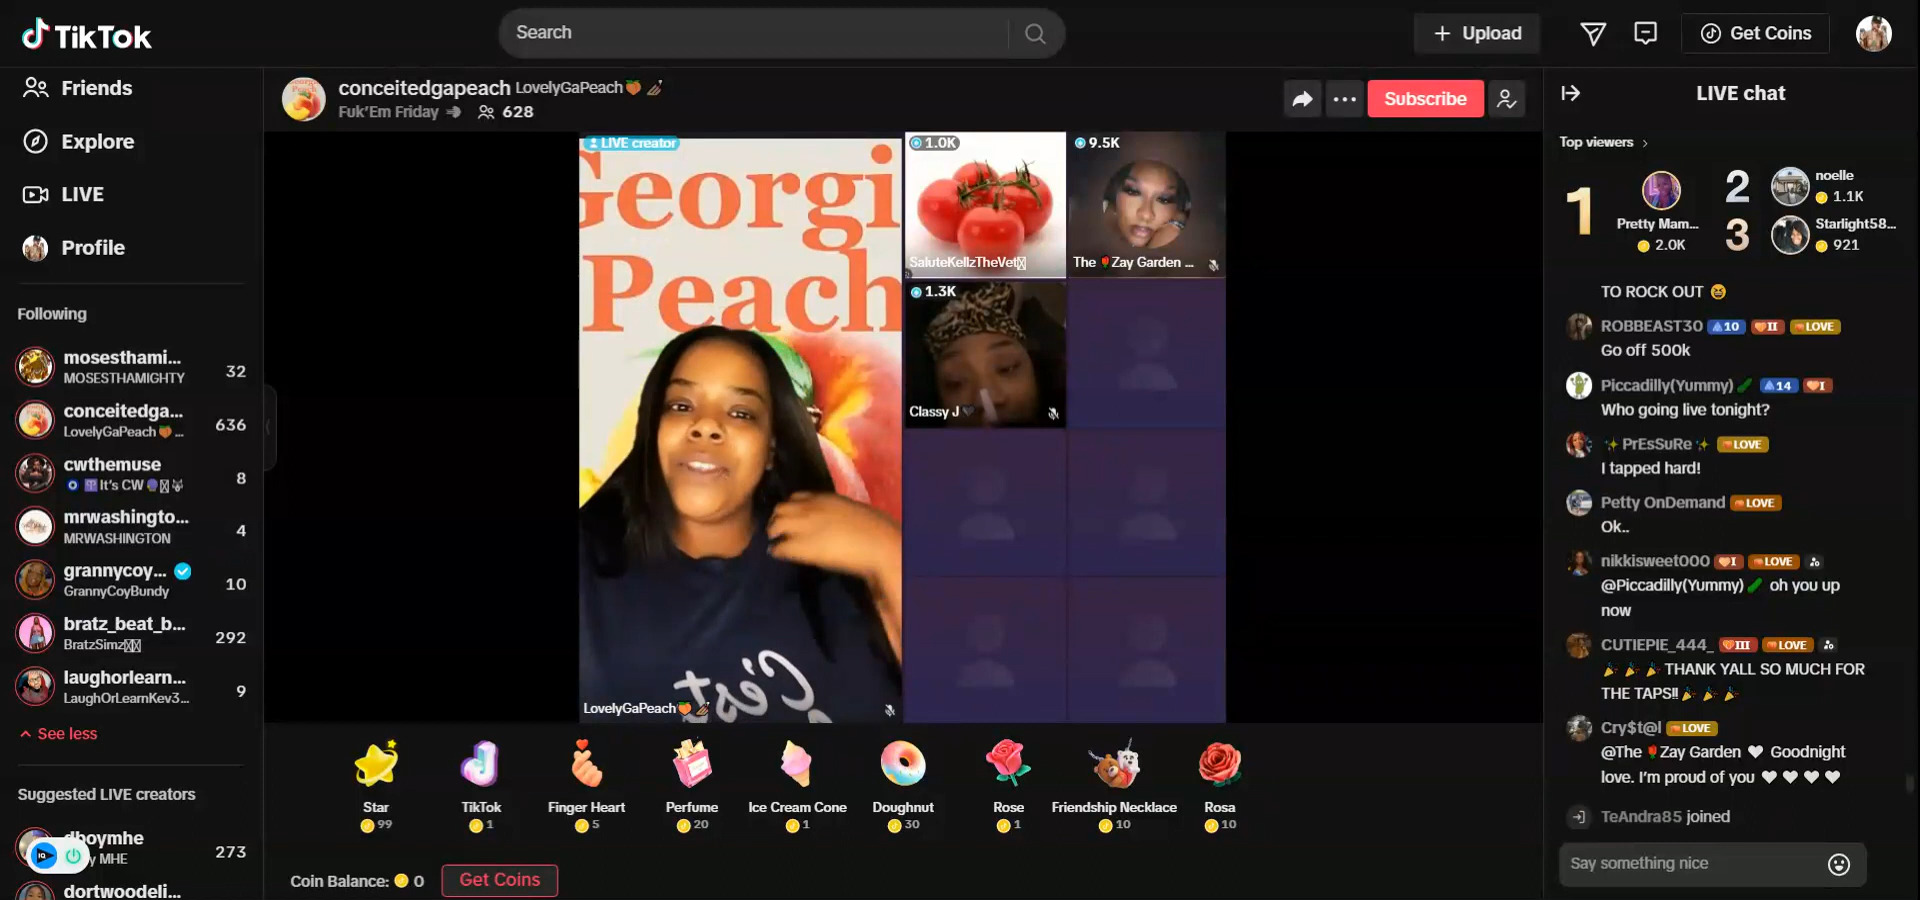 TikTok
Search
Upload
Get Coins
Friends
Explore
LIVE
Profile
Following
mosesthami...
MOSESTHAMIGHTY
32
conceitedga...
LovelyGaPeach🍑...
636
cwthemuse
It's CW
8
mrwashingto...
MRWASHINGTON
4
grannycoy...
GrannyCoyBundy
10
bratz_beat_b...
BratzSimz
292
laughorlearn...
LaughOrLearnKev3...
9
See less
Suggested LIVE creators
dboymhe
y MHE
273
dortwoodeli...
conceitedgapeach LovelyGaPeach🍑
Fuk'Em Friday
628
Subscribe
LIVE creator
Georgi
Peach
C'est
LovelyGaPeach🍑
1.0K
SaluteKellzTheVet
9.5K
The 🌹Zay Garden ...
1.3K
Classy J
Star
99
TikTok
1
Finger Heart
5
Perfume
20
Ice Cream Cone
1
Doughnut
30
Rose
1
Friendship Necklace
10
Rosa
10
Coin Balance: 0
Get Coins
LIVE chat
Top viewers
1
Pretty Mam...
2.0K
2
noelle
1.1K
3
Starlight58...
921
TO ROCK OUT 😆
ROBBEAST30 10 II LOVE
Go off 500k
Piccadilly(Yummy)🥒 14 I
Who going live tonight?
✨PrEsSuRe✨ LOVE
I tapped hard!
Petty OnDemand LOVE
Ok..
nikkisweet000 I LOVE
@Piccadilly(Yummy)🥒 oh you up
now
CUTIEPIE_444_ III LOVE
🎉🎉🎉THANK YALL SO MUCH FOR
THE TAPS!!🎉🎉🎉
Cry$t@l LOVE
@The 🌹Zay Garden ♥ Goodnight
love. I'm proud of you ♥♥♥♥
TeAndra85 joined
Say something nice